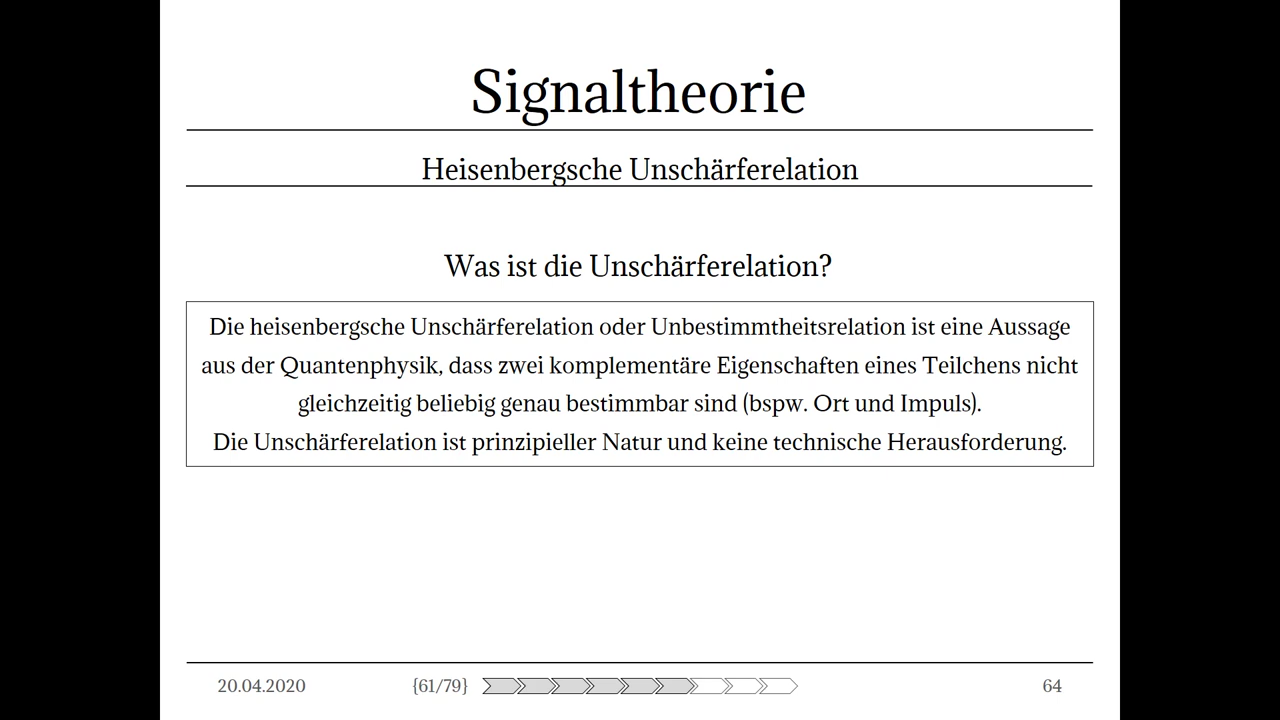 Signaltheorie
Heisenbergsche Unschärferelation
Was ist die Unschärferelation?
Die heisenbergsche Unschärferelation oder Unbestimmtheitsrelation ist eine Aussage
aus der Quantenphysik, dass zwei komplementäre Eigenschaften eines Teilchens nicht
gleichzeitig beliebig genau bestimmbar sind (bspw. Ort und Impuls).
Die Unschärferelation ist prinzipieller Natur und keine technische Herausforderung.
20.04.2020 {61/79} 64